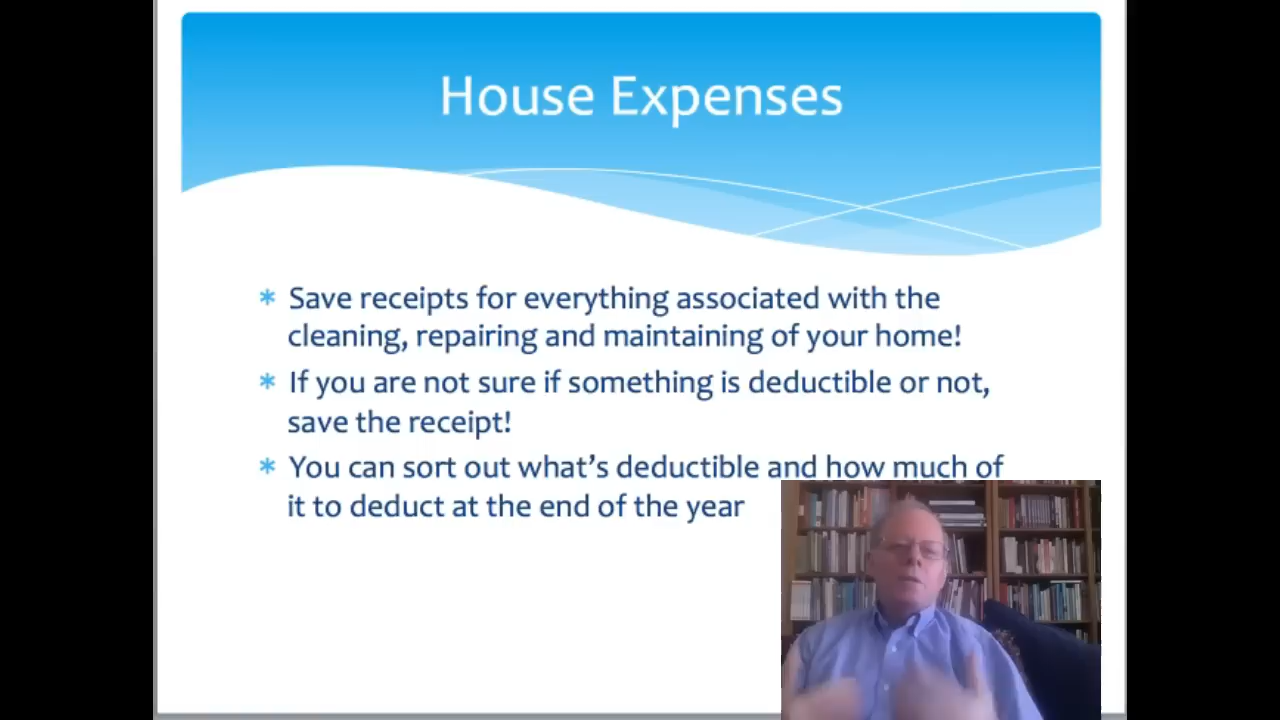 House Expenses
* Save receipts for everything associated with the
cleaning, repairing and maintaining of your home!
* If you are not sure if something is deductible or not,
save the receipt!
* You can sort out what’s deductible and how much of
it to deduct at the end of the year